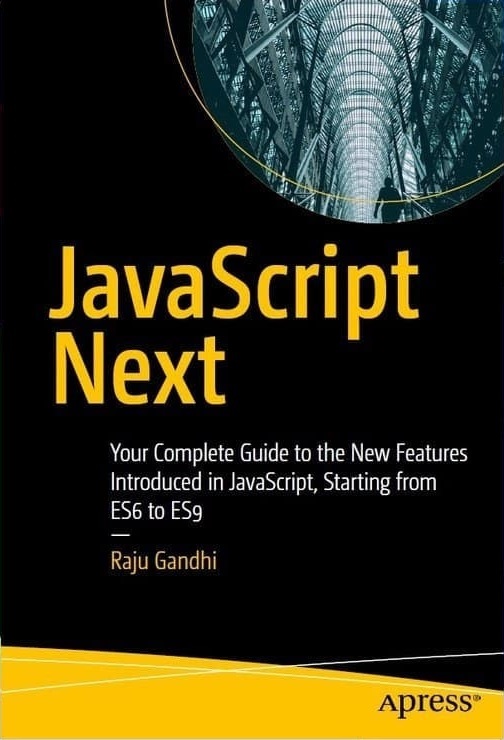 JavaScript
Next
Your Complete Guide to the New Features
Introduced in JavaScript, Starting from
ES6 to ES9
—
Raju Gandhi
Apress®